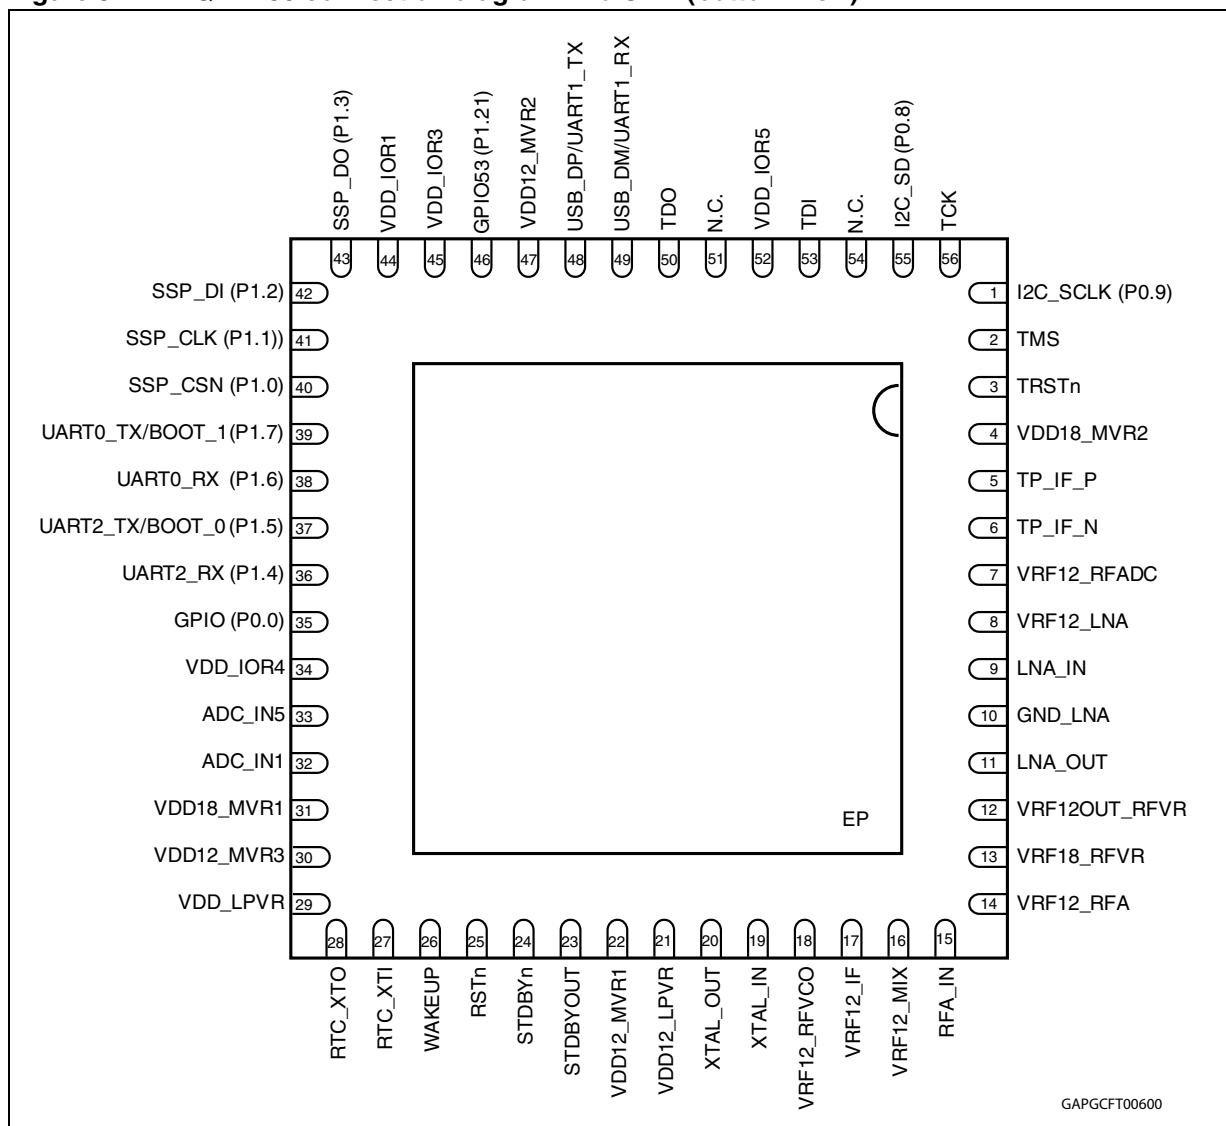 SSP_DO (P1.3)
VDD_IOR1
VDD_IOR3
GPIO53 (P1.21)
VDD12_MVR2
USB_DP/UART1_TX
USB_DM/UART1_RX
TDO
N.C.
VDD_IOR5
TDI
N.C.
I2C_SD (P0.8)
TCK
43
44
45
46
47
48
49
50
51
52
53
54
55
56
SSP_DI (P1.2) 42
SSP_CLK (P1.1)) 41
SSP_CSN (P1.0) 40
UART0_TX/BOOT_1(P1.7) 39
UART0_RX (P1.6) 38
UART2_TX/BOOT_0 (P1.5) 37
UART2_RX (P1.4) 36
GPIO (P0.0) 35
VDD_IOR4 34
ADC_IN5 33
ADC_IN1 32
VDD18_MVR1 31
VDD12_MVR3 30
VDD_LPVR 29
1 I2C_SCLK (P0.9)
2 TMS
3 TRSTn
4 VDD18_MVR2
5 TP_IF_P
6 TP_IF_N
7 VRF12_RFADC
8 VRF12_LNA
9 LNA_IN
10 GND_LNA
11 LNA_OUT
12 VRF12OUT_RFVR
13 VRF18_RFVR
14 VRF12_RFA
EP
28
27
26
25
24
23
22
21
20
19
18
17
16
15
RTC_XTO
RTC_XTI
WAKEUP
RSTn
STDBYn
STDBYOUT
VDD12_MVR1
VDD12_LPVR
XTAL_OUT
XTAL_IN
VRF12_RFVCO
VRF12_IF
VRF12_MIX
RFA_IN
GAPGCFT00600